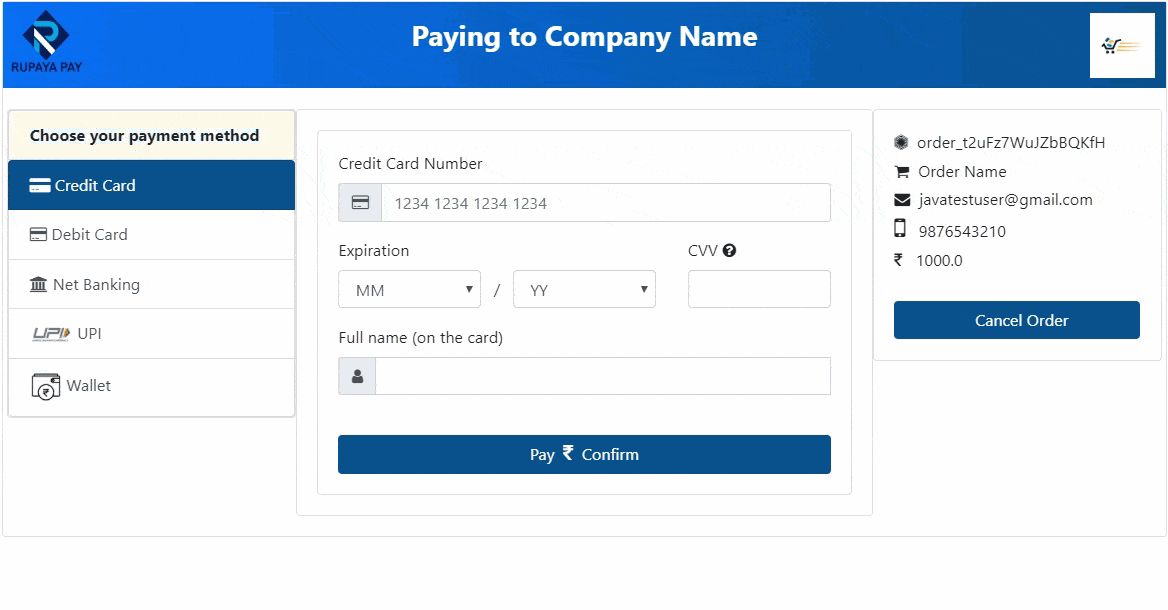 RUPAYA PAY
Paying to Company Name
Choose your payment method
Credit Card
Debit Card
Net Banking
UPI UPI
Wallet
Credit Card Number
1234 1234 1234 1234
Expiration
CVV ?
MM / YY
Full name (on the card)
Pay ₹ Confirm
order_t2uFz7WuJZbBQKfH
Order Name
javatestuser@gmail.com
9876543210
₹ 1000.0
Cancel Order